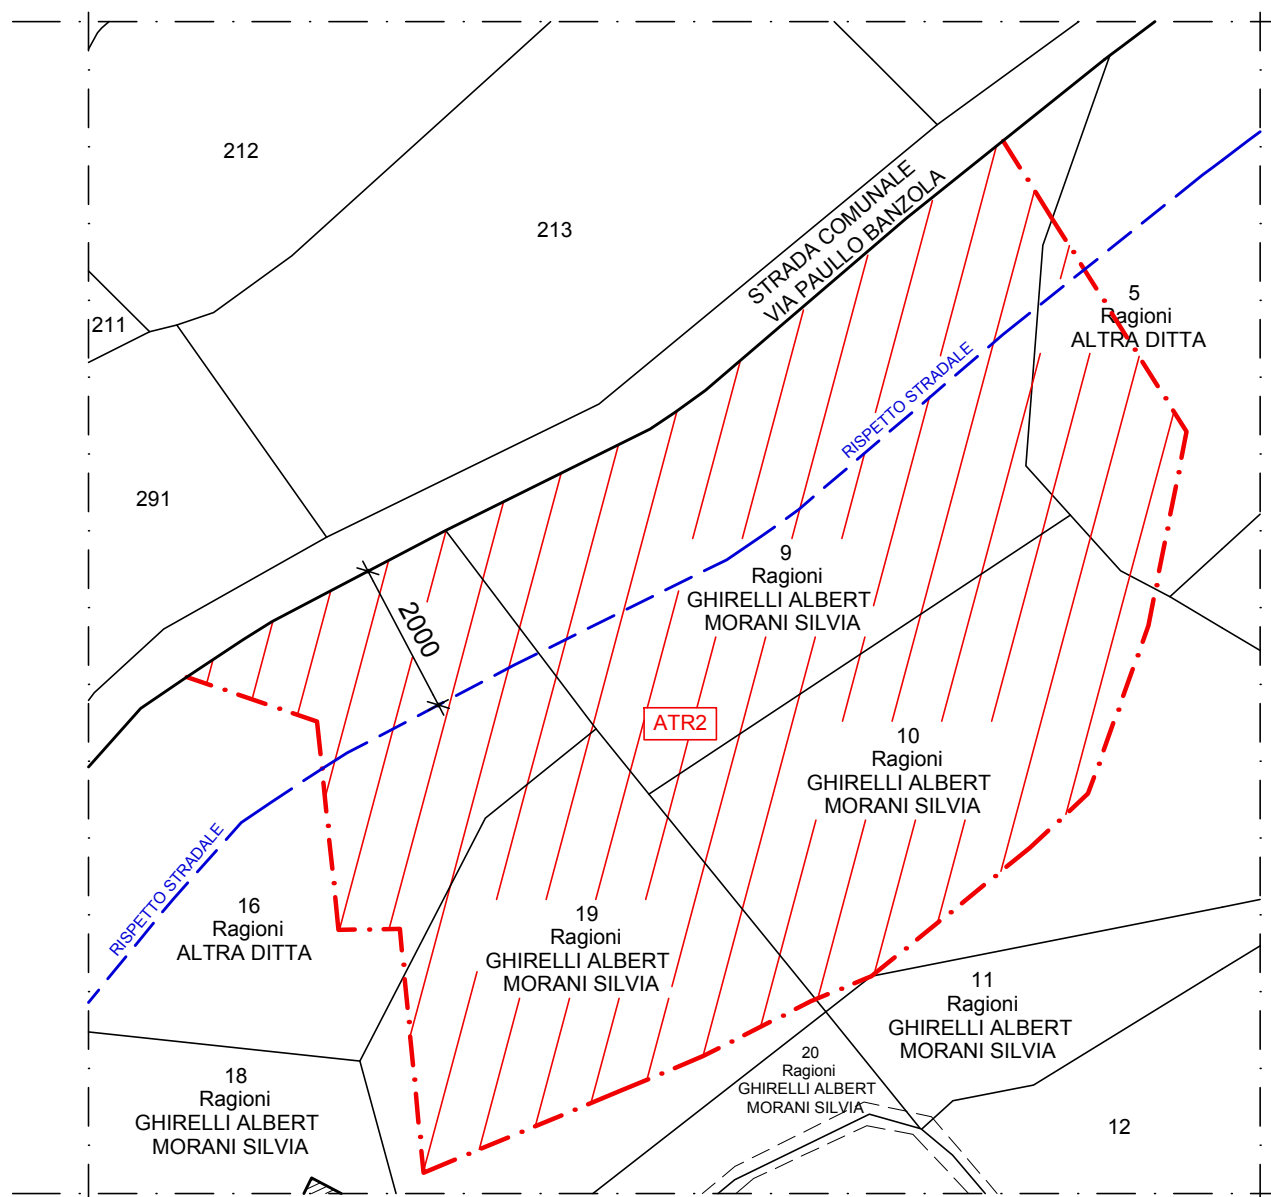 212
213
STRADA COMUNALE
VIA PAULLO BANZOLA
211
5
Ragioni
ALTRA DITTA
RISPETTO STRADALE
291
9
Ragioni
GHIRELLI ALBERT
MORANI SILVIA
2000
ATR2
10
Ragioni
GHIRELLI ALBERT
MORANI SILVIA
RISPETTO STRADALE
16
Ragioni
ALTRA DITTA
19
Ragioni
GHIRELLI ALBERT
MORANI SILVIA
11
Ragioni
GHIRELLI ALBERT
MORANI SILVIA
20
Ragioni
GHIRELLI ALBERT
MORANI SILVIA
18
Ragioni
GHIRELLI ALBERT
MORANI SILVIA
12